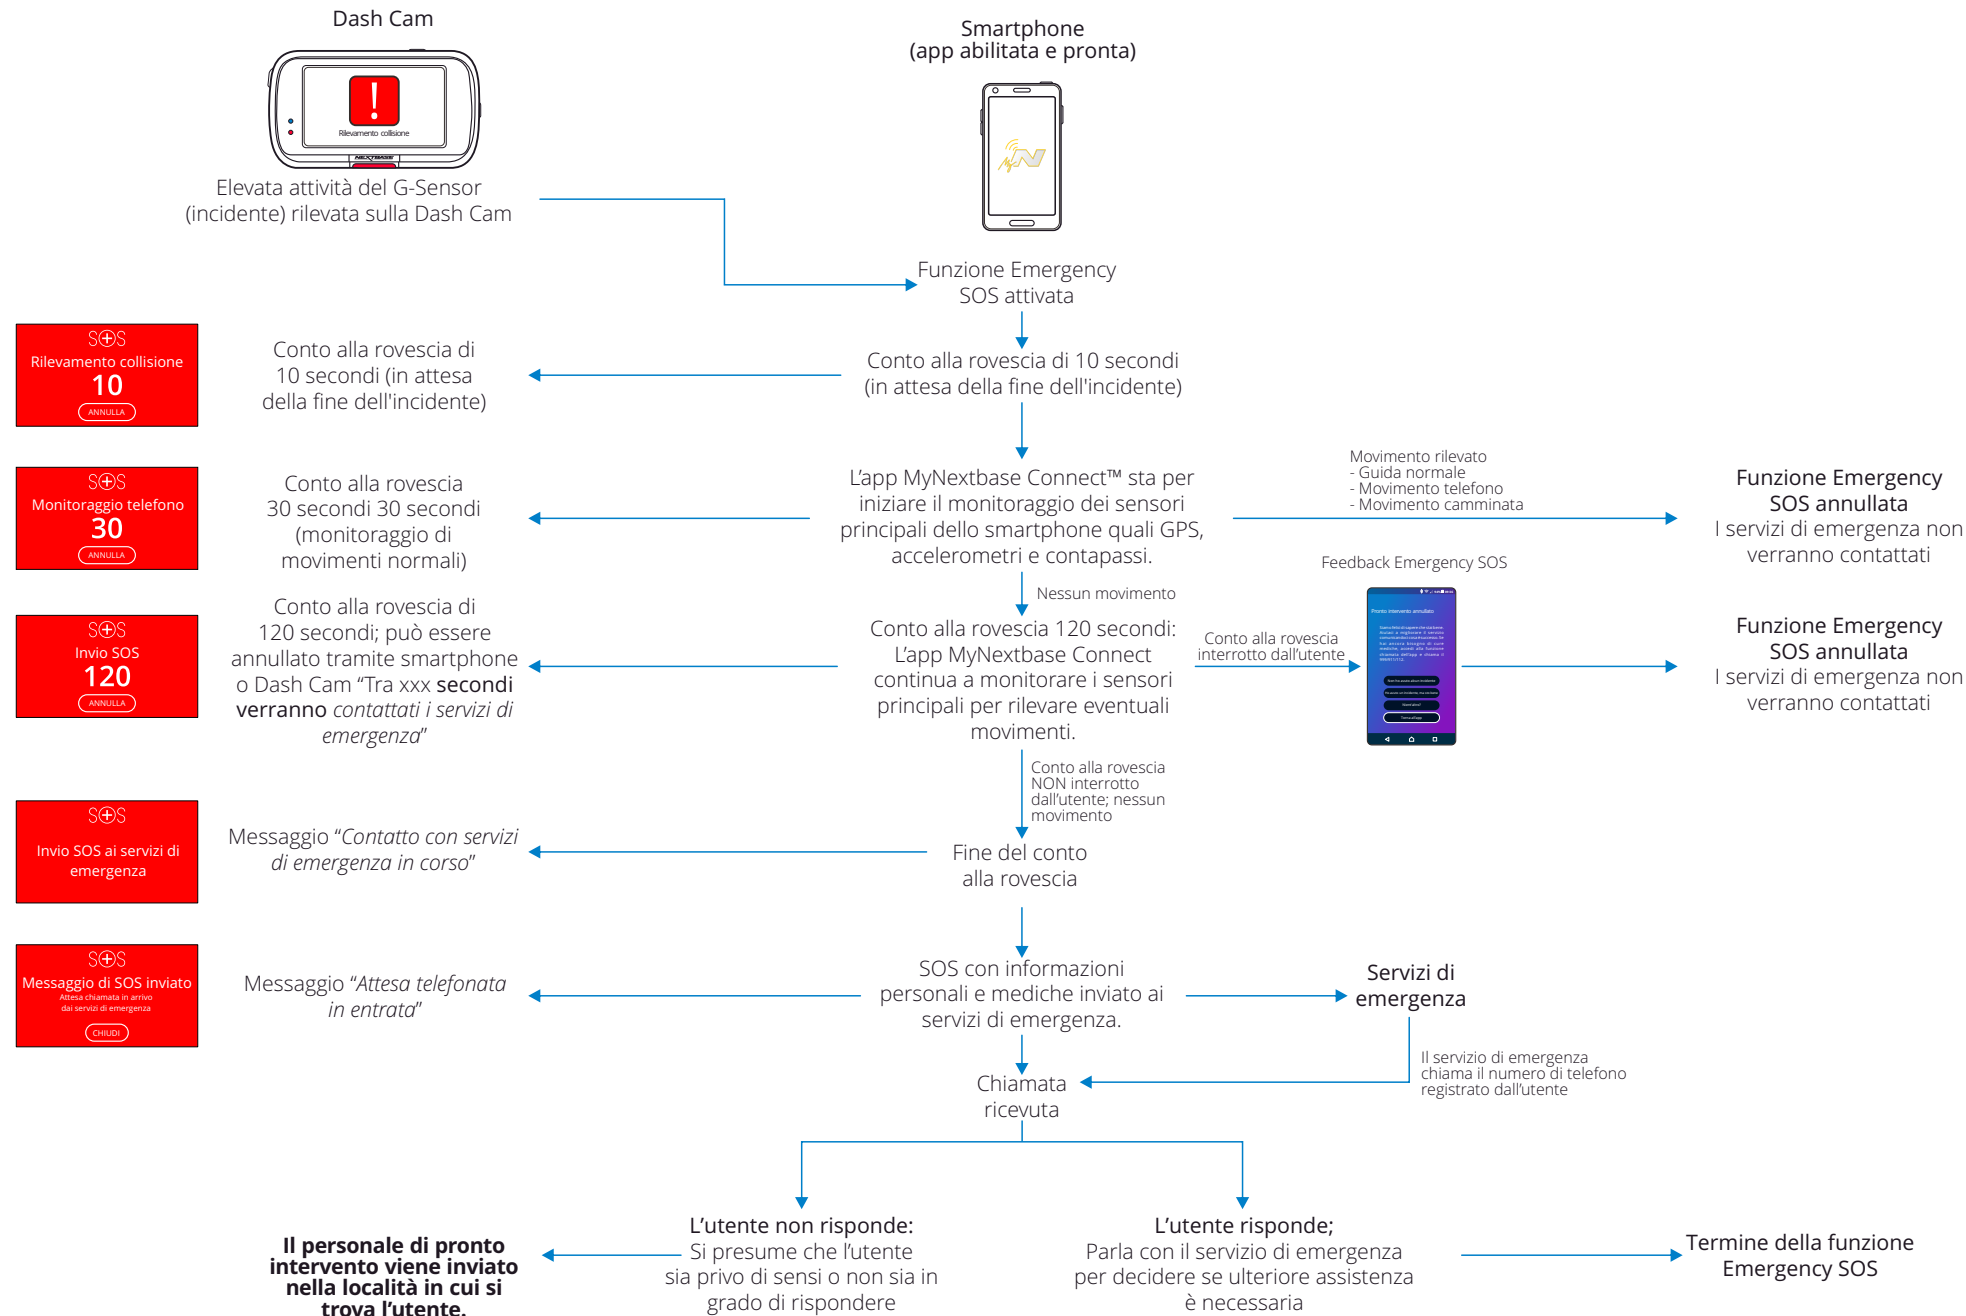 Dash Cam
Smartphone
(app abilitata e pronta)
!
Rilevamento collisione
NEXTBASE
My N
Elevata attività del G-Sensor
(incidente) rilevata sulla Dash Cam
Funzione Emergency
SOS attivata
SOS
Rilevamento collisione
10
ANNULLA
Conto alla rovescia di
10 secondi (in attesa
della fine dell'incidente)
Conto alla rovescia di 10 secondi
(in attesa della fine dell'incidente)
SOS
Monitoraggio telefono
30
ANNULLA
Conto alla rovescia
30 secondi 30 secondi
(monitoraggio di
movimenti normali)
L'app MyNextbase Connect™ sta per
iniziare il monitoraggio dei sensori
principali dello smartphone quali GPS,
accelerometri e contapassi.
Movimento rilevato
- Guida normale
- Movimento telefono
- Movimento camminata
Funzione Emergency
SOS annullata
I servizi di emergenza non
verranno contattati
Nessun movimento
Feedback Emergency SOS
SOS
Invio SOS
120
ANNULLA
Conto alla rovescia di
120 secondi; può essere
annullato tramite smartphone
o Dash Cam “Tra xxx secondi
verranno contattati i servizi di
emergenza”
Conto alla rovescia 120 secondi:
L'app MyNextbase Connect
continua a monitorare i sensori
principali per rilevare eventuali
movimenti.
Conto alla rovescia
interrotto dall'utente
Pronto intervento annullato
Torna all'app
Funzione Emergency
SOS annullata
I servizi di emergenza non
verranno contattati
Conto alla rovescia
NON interrotto
dall'utente; nessun
movimento
SOS
Invio SOS ai servizi di
emergenza
Messaggio “Contatto con servizi
di emergenza in corso”
Fine del conto
alla rovescia
SOS
Messaggio di SOS inviato
Attesa chiamata in arrivo
dai servizi di emergenza
CHIUDI
Messaggio “Attesa telefonata
in entrata”
SOS con informazioni
personali e mediche inviato ai
servizi di emergenza.
Servizi di
emergenza
Il servizio di emergenza
chiama il numero di telefono
registrato dall'utente
Chiamata
ricevuta
Il personale di pronto
intervento viene inviato
nella località in cui si
trova l'utente.
L'utente non risponde:
Si presume che l'utente
sia privo di sensi o non sia in
grado di rispondere
L'utente risponde;
Parla con il servizio di emergenza
per decidere se ulteriore assistenza
è necessaria
Termine della funzione
Emergency SOS